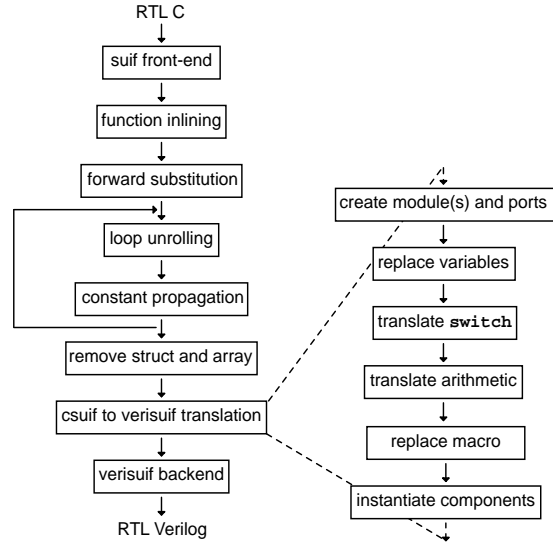 RTL C
suif front-end
function inlining
forward substitution
loop unrolling
constant propagation
remove struct and array
csuif to verisuif translation
verisuif backend
RTL Verilog
create module(s) and ports
replace variables
translate switch
translate arithmetic
replace macro
instantiate components